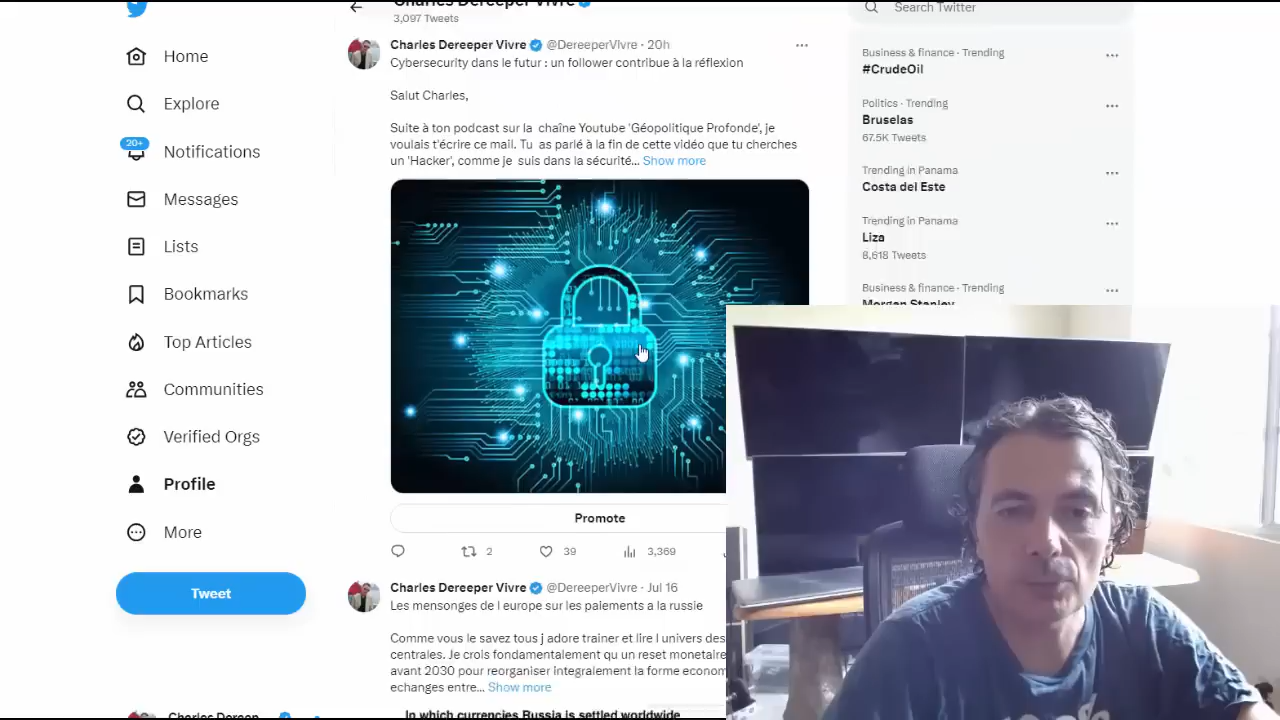 Charles Dereeper Vivre
3,097 Tweets
Search Twitter
Home
Explore
20+
Notifications
Messages
Lists
Bookmarks
Top Articles
Communities
Verified Orgs
Profile
More
Tweet
Charles Dereeper Vivre @DereeperVivre · 20h
Cybersecurity dans le futur : un follower contribue à la réflexion
Salut Charles,
Suite à ton podcast sur la chaîne Youtube 'Géopolitique Profonde', je
voulais t'écrire ce mail. Tu as parlé à la fin de cette vidéo que tu cherches
un 'Hacker', comme je suis dans la sécurité... Show more
Promote
2
39
3,369
Charles Dereeper Vivre @DereeperVivre · Jul 16
Les mensonges de l europe sur les paiements a la russie
Comme vous le savez tous j adore trainer et lire l univers des
centrales. Je crois fondamentalement qu un reset monetaire
avant 2030 pour reorganiser integralement la forme econom
echanges entre... Show more
In which currencies Russia is settled worldwide
Charles Dereep
Business & finance · Trending
#CrudeOil
Politics · Trending
Bruselas
67.5K Tweets
Trending in Panama
Costa del Este
Trending in Panama
Liza
8,618 Tweets
Business & finance · Trending
Morgan Stanley